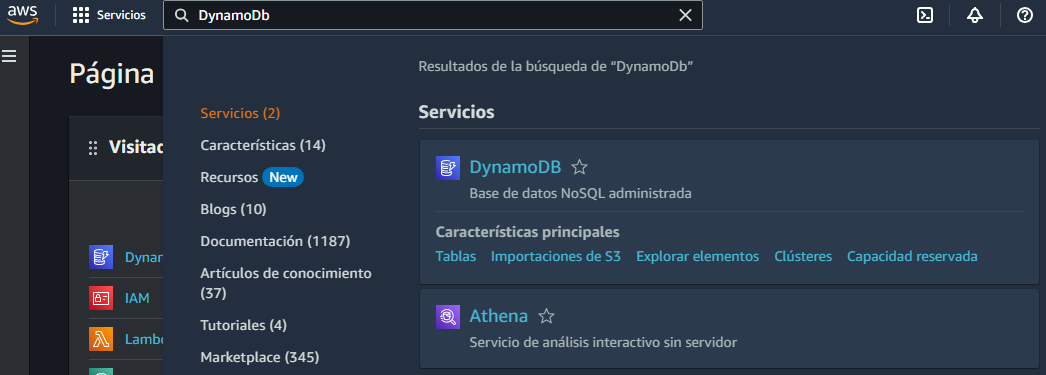 aws
Servicios
DynamoDb
Resultados de la búsqueda de “DynamoDb”
Página
Visitad
Dynan
IAM
Lambd
Servicios (2)
Características (14)
Recursos New
Blogs (10)
Documentación (1187)
Artículos de conocimiento
(37)
Tutoriales (4)
Marketplace (345)
Servicios
DynamoDB
Base de datos NoSQL administrada
Características principales
Tablas Importaciones de S3 Explorar elementos Clústeres Capacidad reservada
Athena
Servicio de análisis interactivo sin servidor